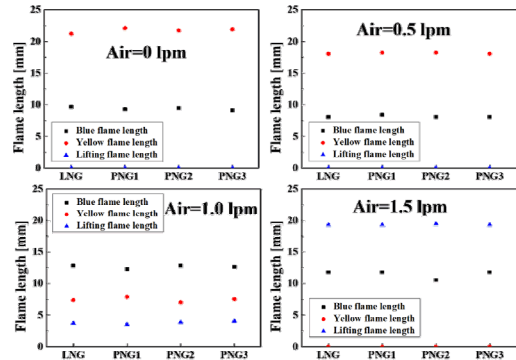 Flame length [mm]
25
20
15
10
5
0
Air=0 lpm
Blue flame length
Yellow flame length
Lifting flame length
LNG PNG1 PNG2 PNG3
Flame length [mm]
25
20
15
10
5
0
Air=0.5 lpm
Blue flame length
Yellow flame length
Lifting flame length
LNG PNG1 PNG2 PNG3
Flame length [mm]
25
20
15
10
5
0
Blue flame length
Yellow flame length
Lifting flame length
Air=1.0 lpm
LNG PNG1 PNG2 PNG3
Flame length [mm]
25
20
15
10
5
0
Air=1.5 lpm
Blue flame length
Yellow flame length
Lifting flame length
LNG PNG1 PNG2 PNG3